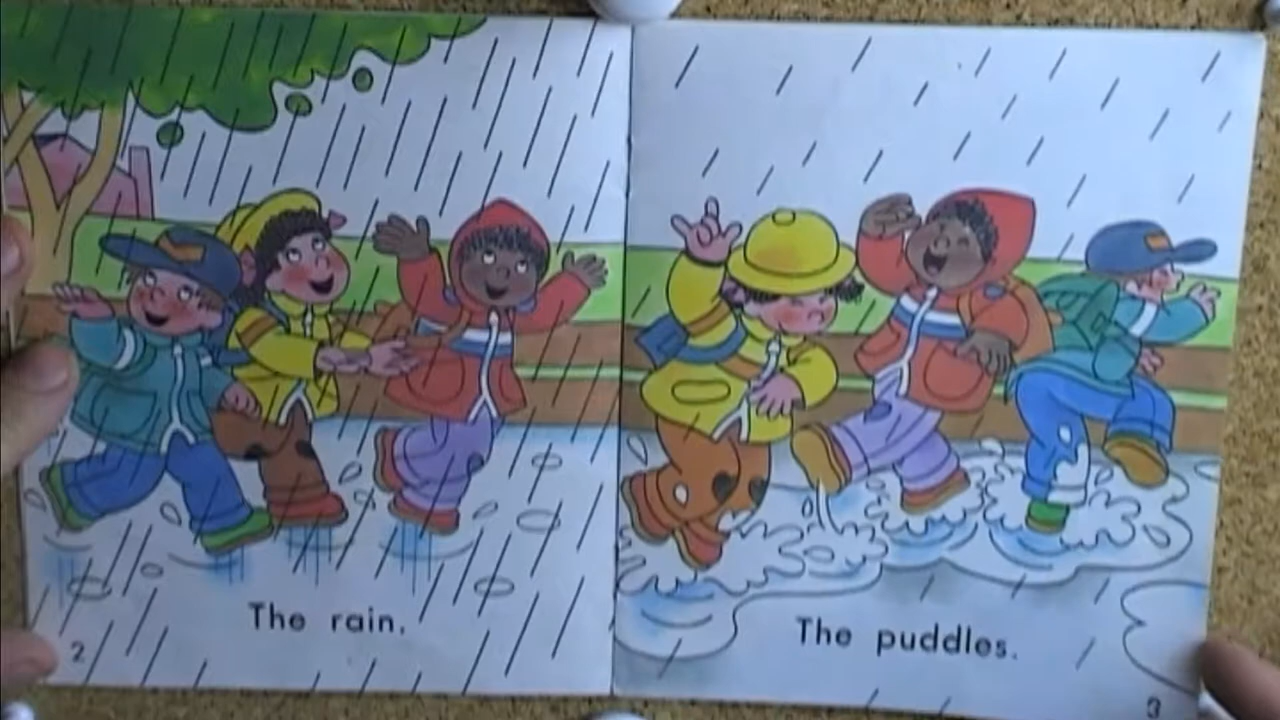 The rain.
2
The puddles.
3